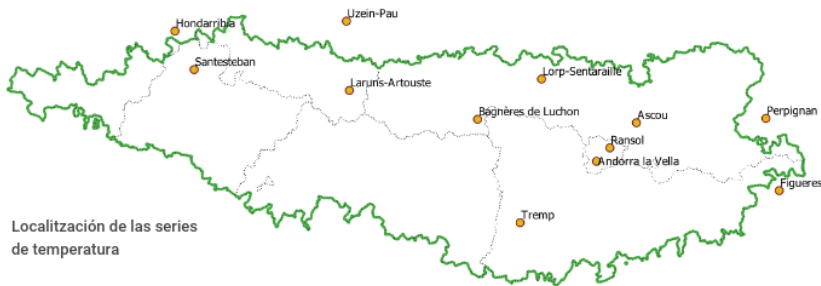 Uzein-Pau
Hondarribia
Santesteban
Lorp-Sentaraille
Laruns-Artouste
Bagnères de Luchon
Ascou
Perpignan
Ransol
Andorra la Vella
Figueres
Tremp
Localitzación de las series
de temperatura